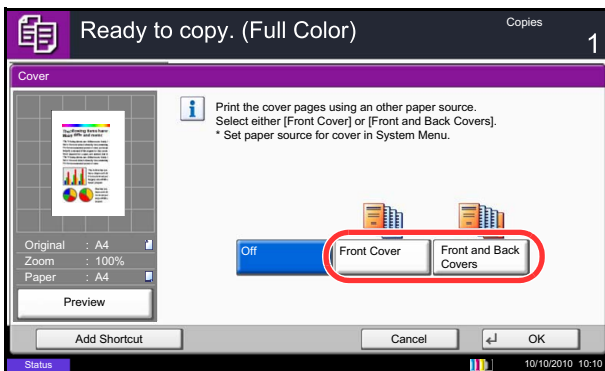 Ready to copy. (Full Color)
Copies
1
Cover
Print the cover pages using an other paper source.
Select either [Front Cover] or [Front and Back Covers].
* Set paper source for cover in System Menu.
Original : A4
Zoom : 100%
Paper : A4
Preview
Off
Front Cover
Front and Back
Covers
Add Shortcut
Cancel
OK
Status
10/10/2010 10:10